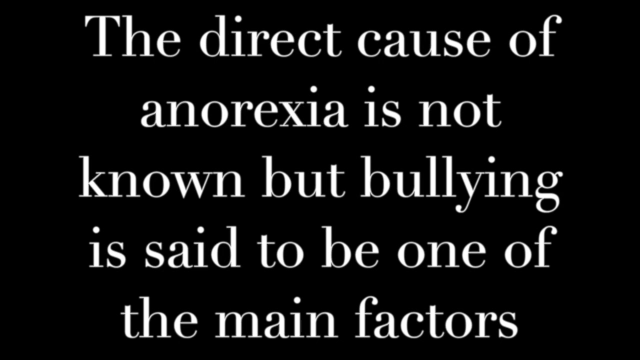 The direct cause of
anorexia is not
known but bullying
is said to be one of
the main factors